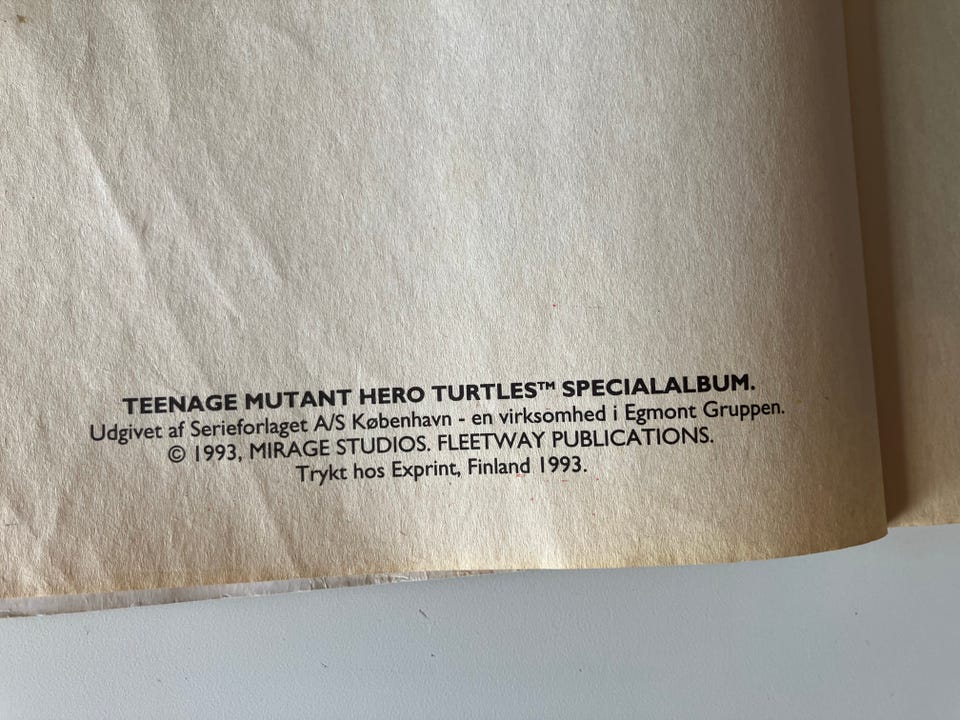 TEENAGE MUTANT HERO TURTLES™ SPECIALALBUM.
Udgivet af Serieforlaget A/S København - en virksomhed i Egmont Gruppen.
© 1993, MIRAGE STUDIOS. FLEETWAY PUBLICATIONS.
Trykt hos Exprint, Finland 1993.